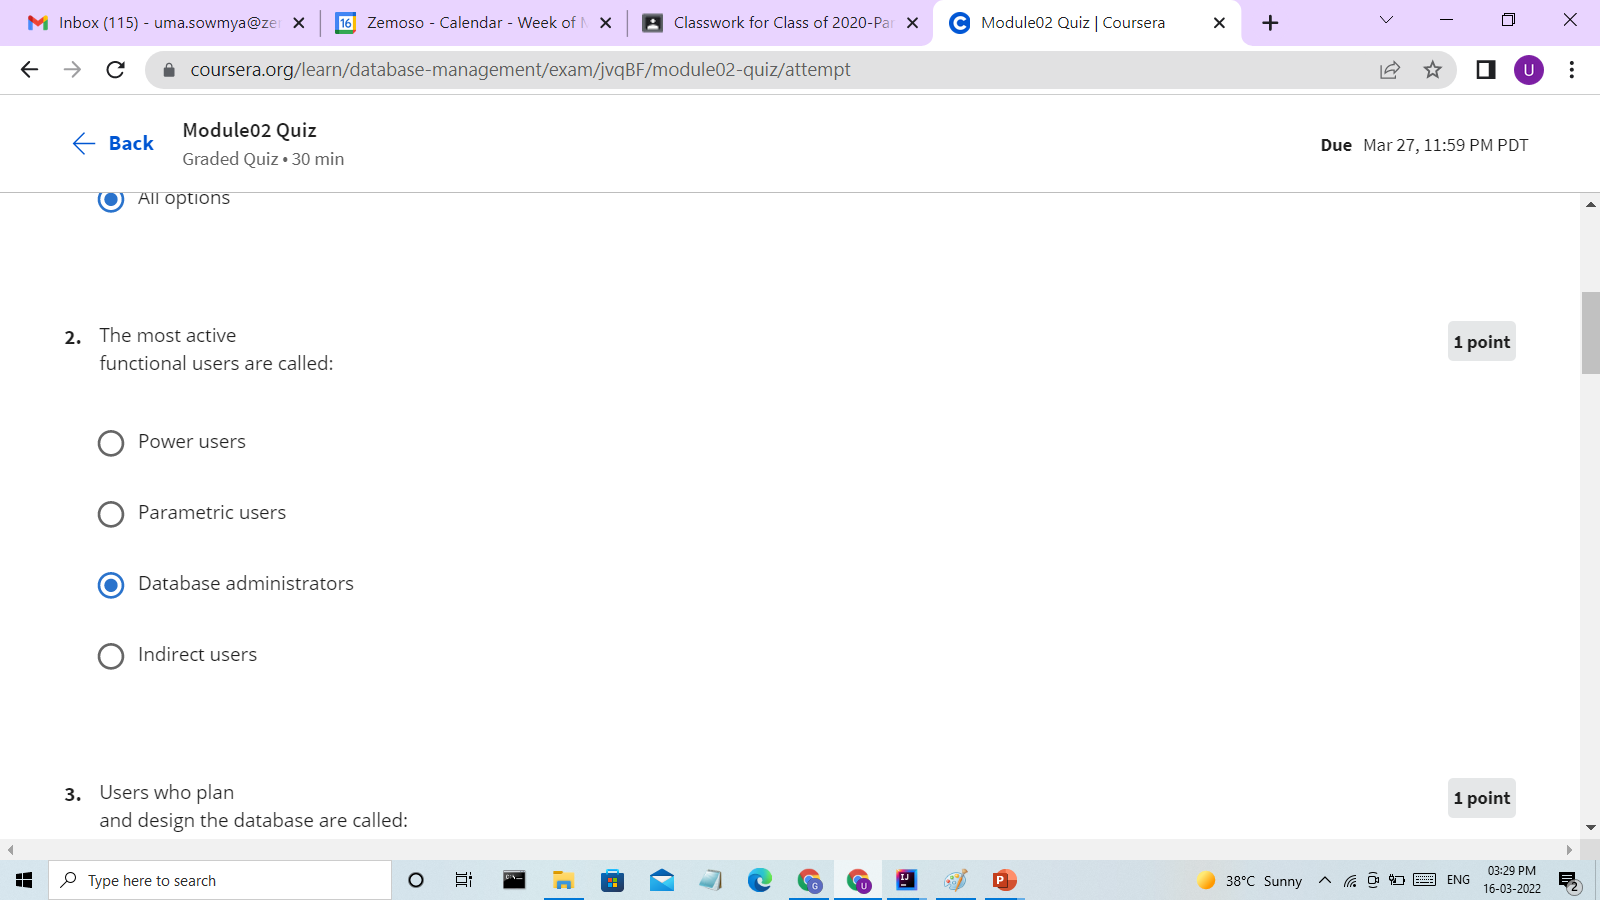 Inbox (115) - uma.sowmya@ze
Zemoso - Calendar - Week of
Classwork for Class of 2020-Par
Module02 Quiz | Coursera
coursera.org/learn/database-management/exam/jvqBF/module02-quiz/attempt
U
Back
Module02 Quiz
Graded Quiz • 30 min
Due Mar 27, 11:59 PM PDT
All options
2. The most active
functional users are called:
1 point
Power users
Parametric users
Database administrators
Indirect users
3. Users who plan
and design the database are called:
1 point
Type here to search
38°C Sunny
ENG
03:29 PM
16-03-2022
2